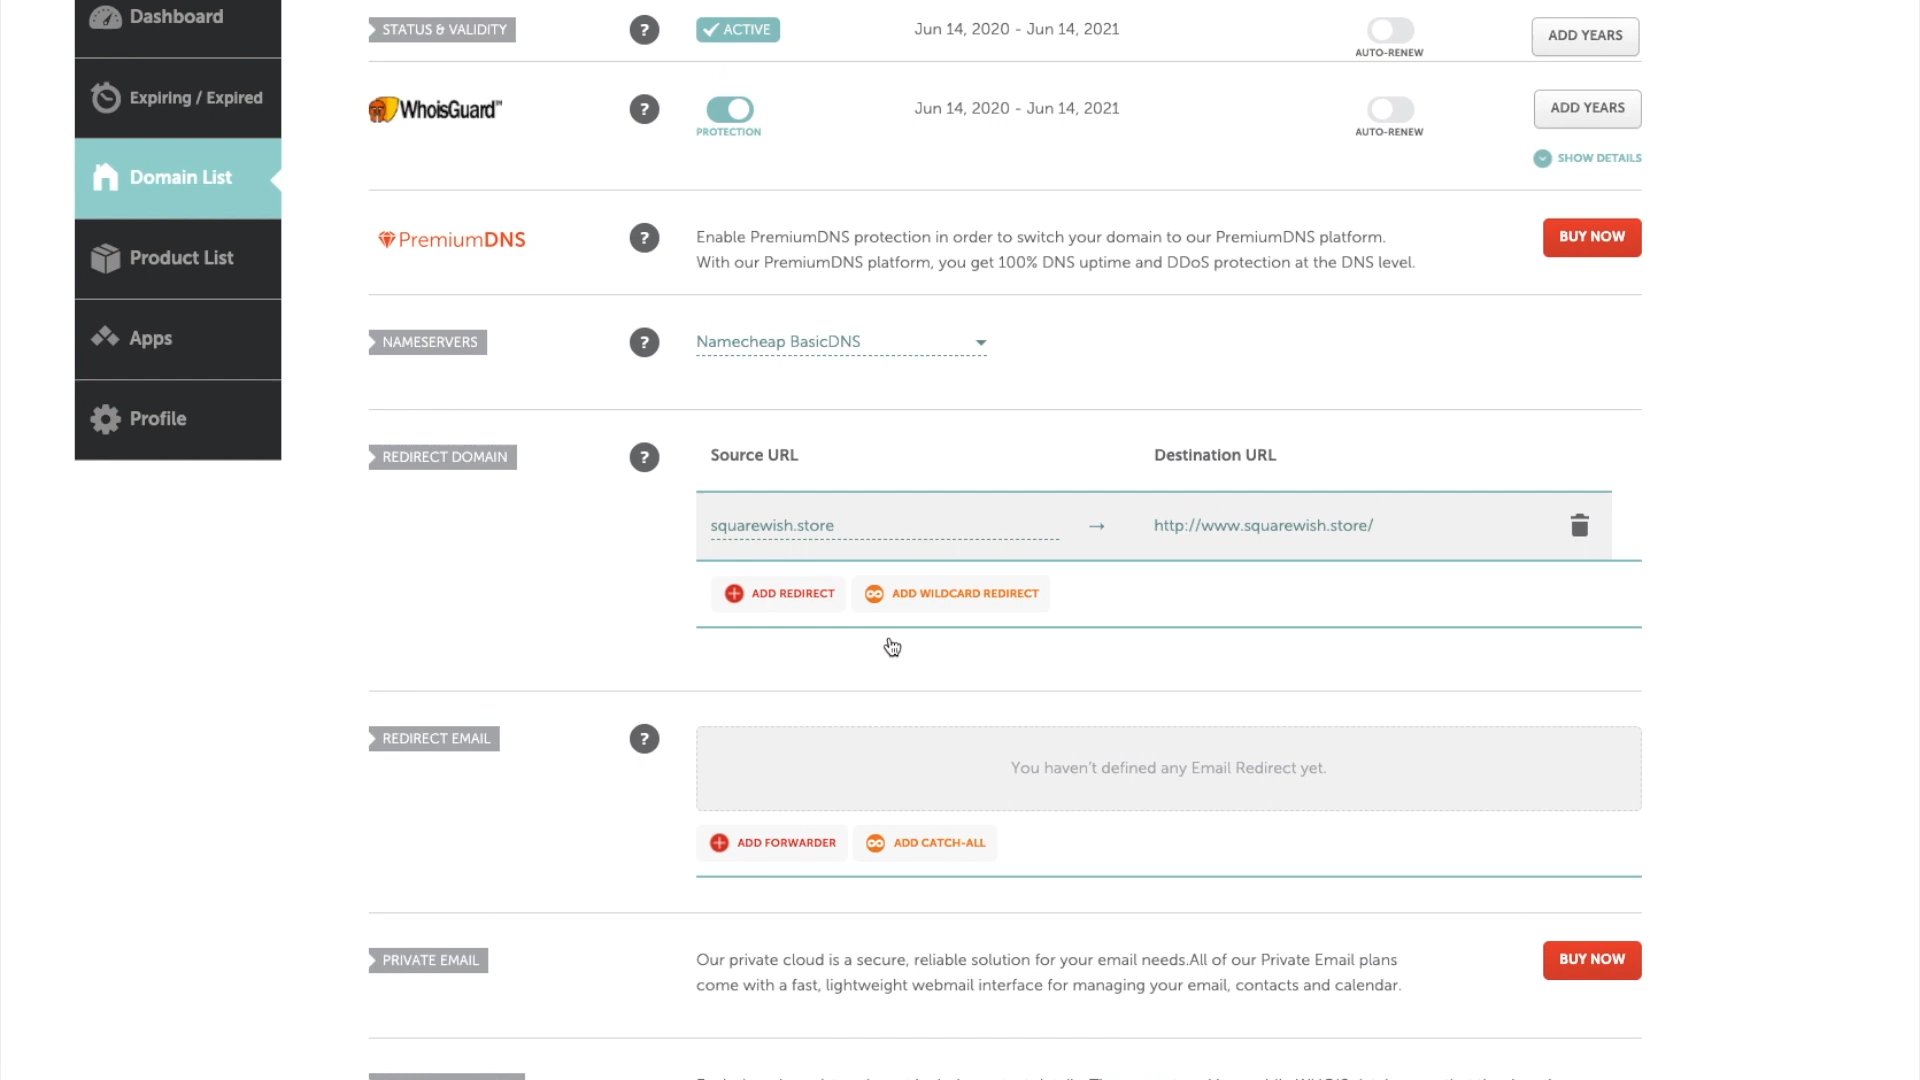 Dashboard
Expiring / Expired
Domain List
Product List
Apps
Profile
STATUS & VALIDITY
?
ACTIVE
Jun 14, 2020 - Jun 14, 2021
AUTO-RENEW
ADD YEARS
WhoisGuard™
?
PROTECTION
Jun 14, 2020 - Jun 14, 2021
AUTO-RENEW
ADD YEARS
SHOW DETAILS
PremiumDNS
?
Enable PremiumDNS protection in order to switch your domain to our PremiumDNS platform.
With our PremiumDNS platform, you get 100% DNS uptime and DDoS protection at the DNS level.
BUY NOW
NAMESERVERS
?
Namecheap BasicDNS
REDIRECT DOMAIN
?
Source URL
Destination URL
squarewish.store
→
http://www.squarewish.store/
ADD REDIRECT
ADD WILDCARD REDIRECT
REDIRECT EMAIL
?
You haven't defined any Email Redirect yet.
ADD FORWARDER
ADD CATCH-ALL
PRIVATE EMAIL
Our private cloud is a secure, reliable solution for your email needs.All of our Private Email plans
come with a fast, lightweight webmail interface for managing your email, contacts and calendar.
BUY NOW